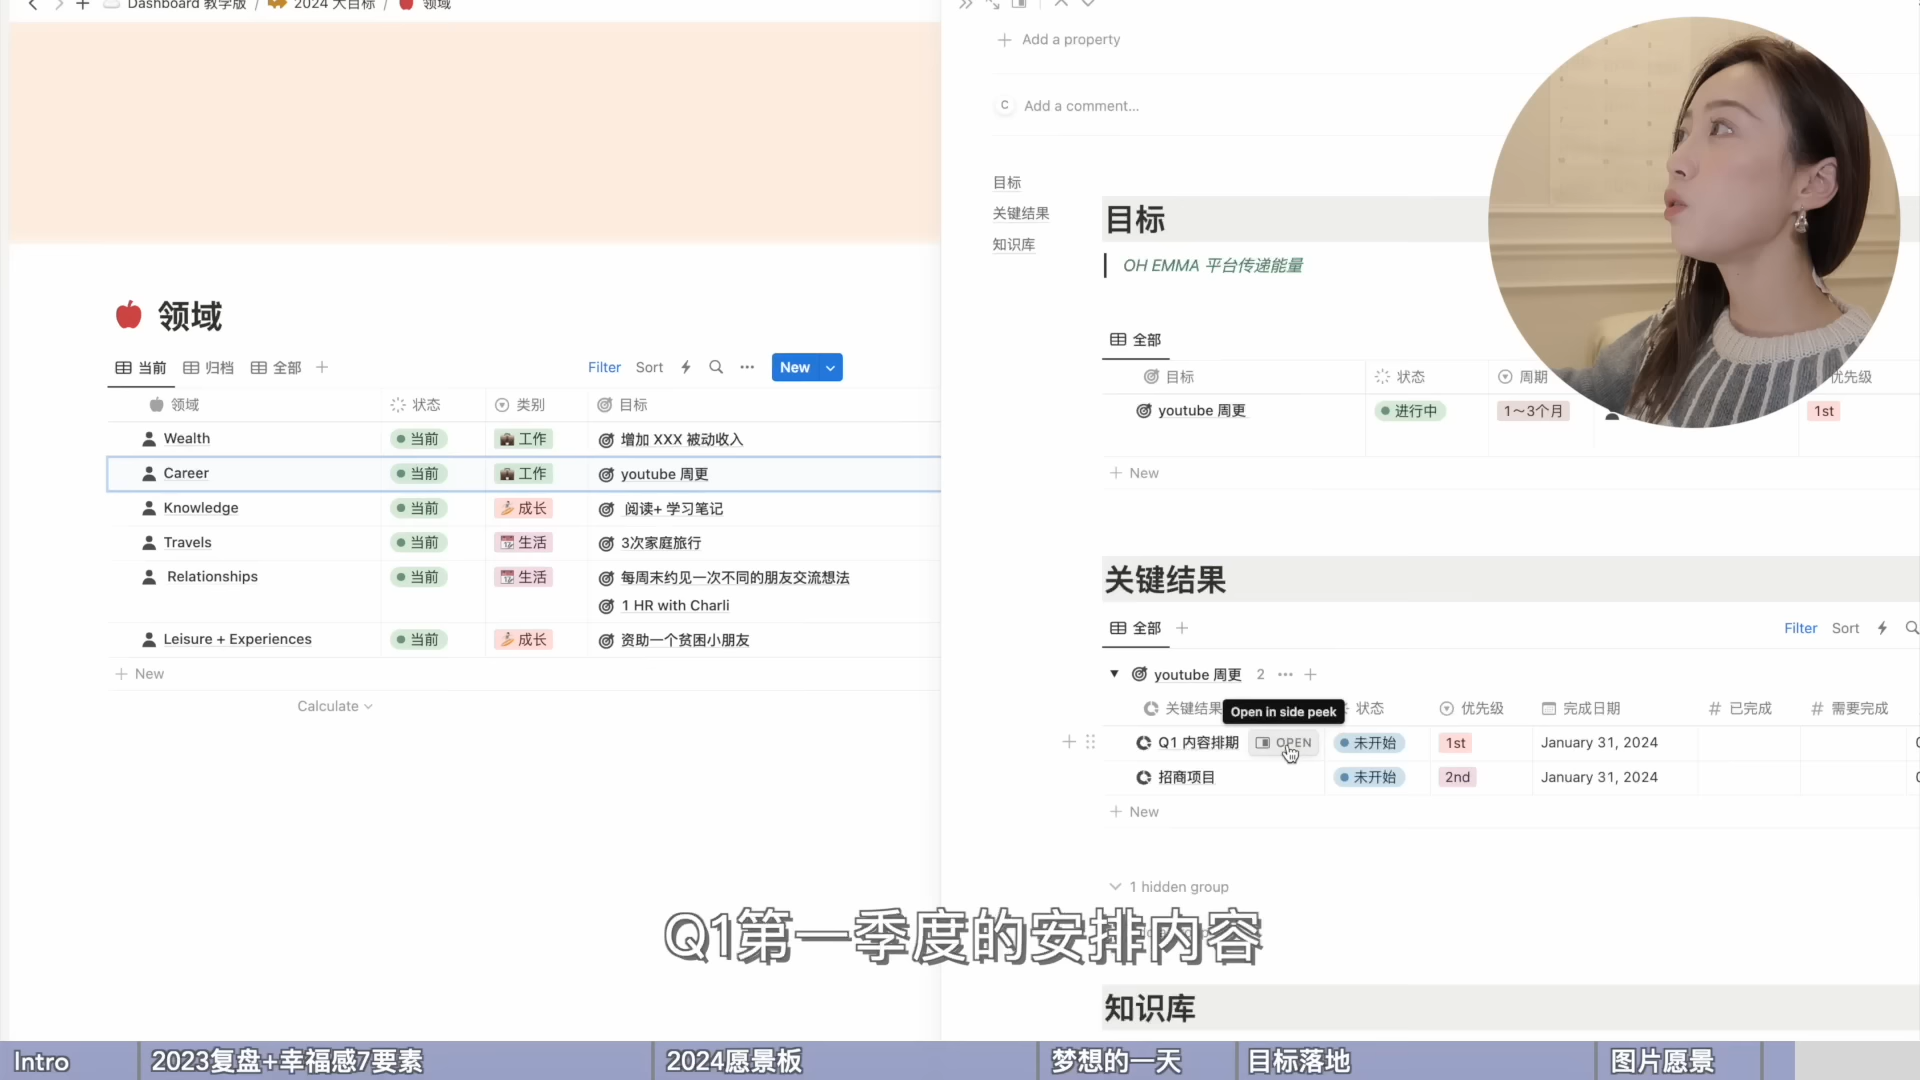 Dashboard 教学版 / 2024 大目标 / 领域
领域
当前 归档 全部
Filter Sort New
领域 状态 类别 目标
Wealth 当前 工作 增加 XXX 被动收入
Career 当前 工作 youtube 周更
Knowledge 当前 成长 阅读+ 学习笔记
Travels 当前 生活 3次家庭旅行
Relationships 当前 生活 每周末约见一次不同的朋友交流想法
1 HR with Charli
Leisure + Experiences 当前 成长 资助一个贫困小朋友
New
Calculate
Add a property
C Add a comment...
目标
关键结果
知识库
目标
OH EMMA 平台传递能量
全部
目标 状态 周期 优先级
youtube 周更 进行中 1~3个月 1st
New
关键结果
全部 Filter Sort
youtube 周更 2
Open in side peek
关键结果 状态 优先级 完成日期 # 已完成 # 需要完成
Q1 内容排期 OPEN 未开始 1st January 31, 2024
招商项目 未开始 2nd January 31, 2024
New
1 hidden group
Q1第一季度的安排内容
知识库
Intro 2023复盘+幸福感7要素 2024愿景板 梦想的一天 目标落地 图片愿景